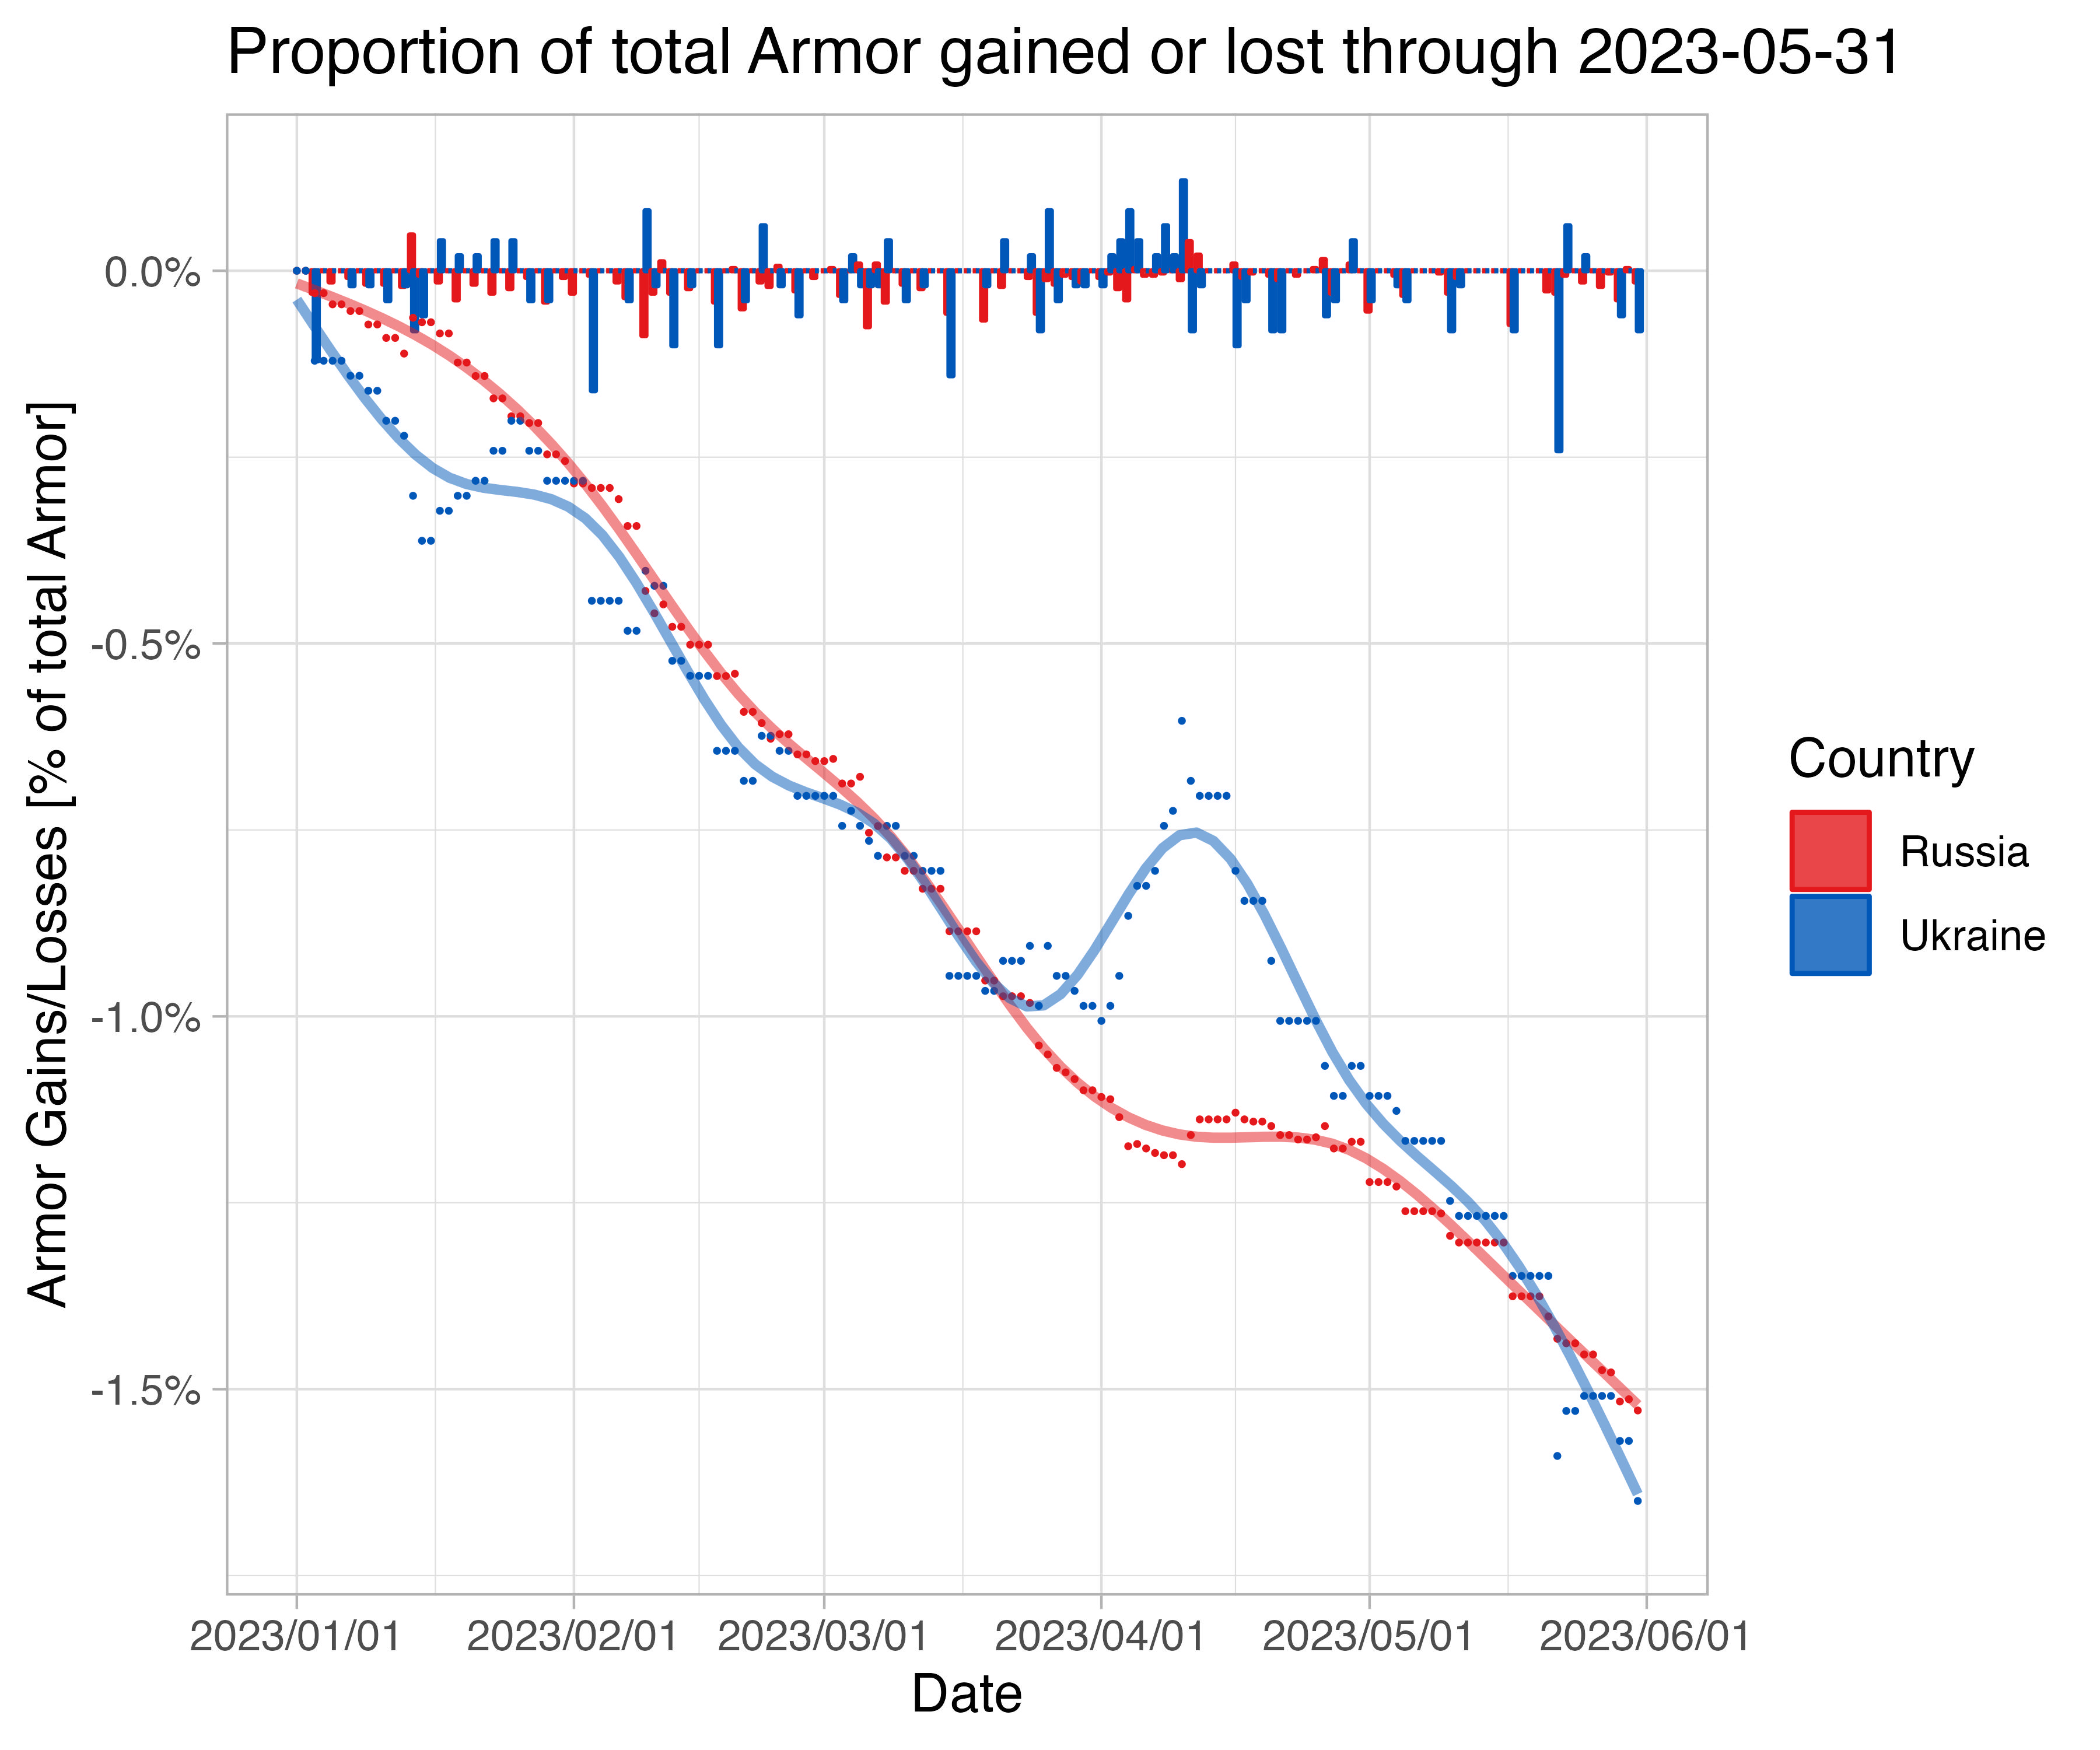 Proportion of total Armor gained or lost through 2023-05-31
Armor Gains/Losses [% of total Armor]
0.0%
-0.5%
-1.0%
-1.5%
2023/01/01
2023/02/01
2023/03/01
2023/04/01
2023/05/01
2023/06/01
Date
Country
Russia
Ukraine